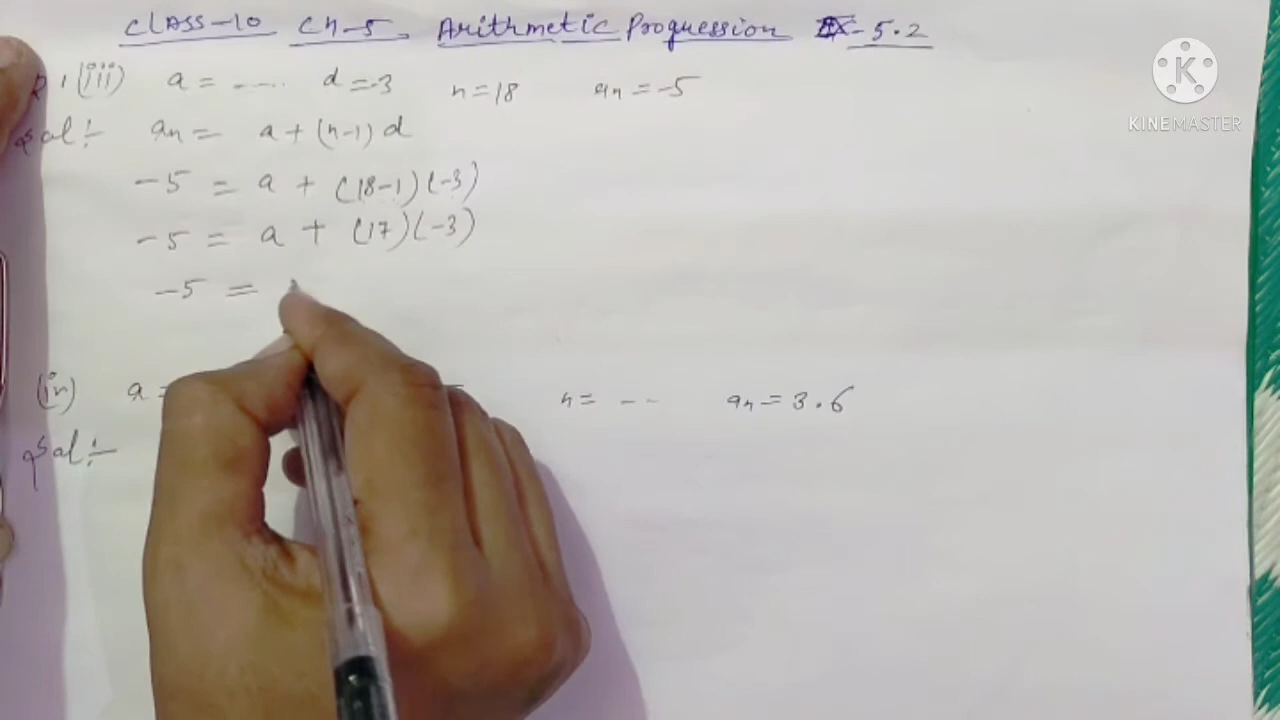 CLASS-10 CH-5 Arithmetic Progression EX-5.2
Q1(iii) a = ..... d = -3 n = 18 an = -5
Sol:- an = a + (n-1) d
-5 = a + (18-1) (-3)
-5 = a + (17) (-3)
-5 =
(iv) a = n = --- an = 3.6
Sol:-
KINEMASTER